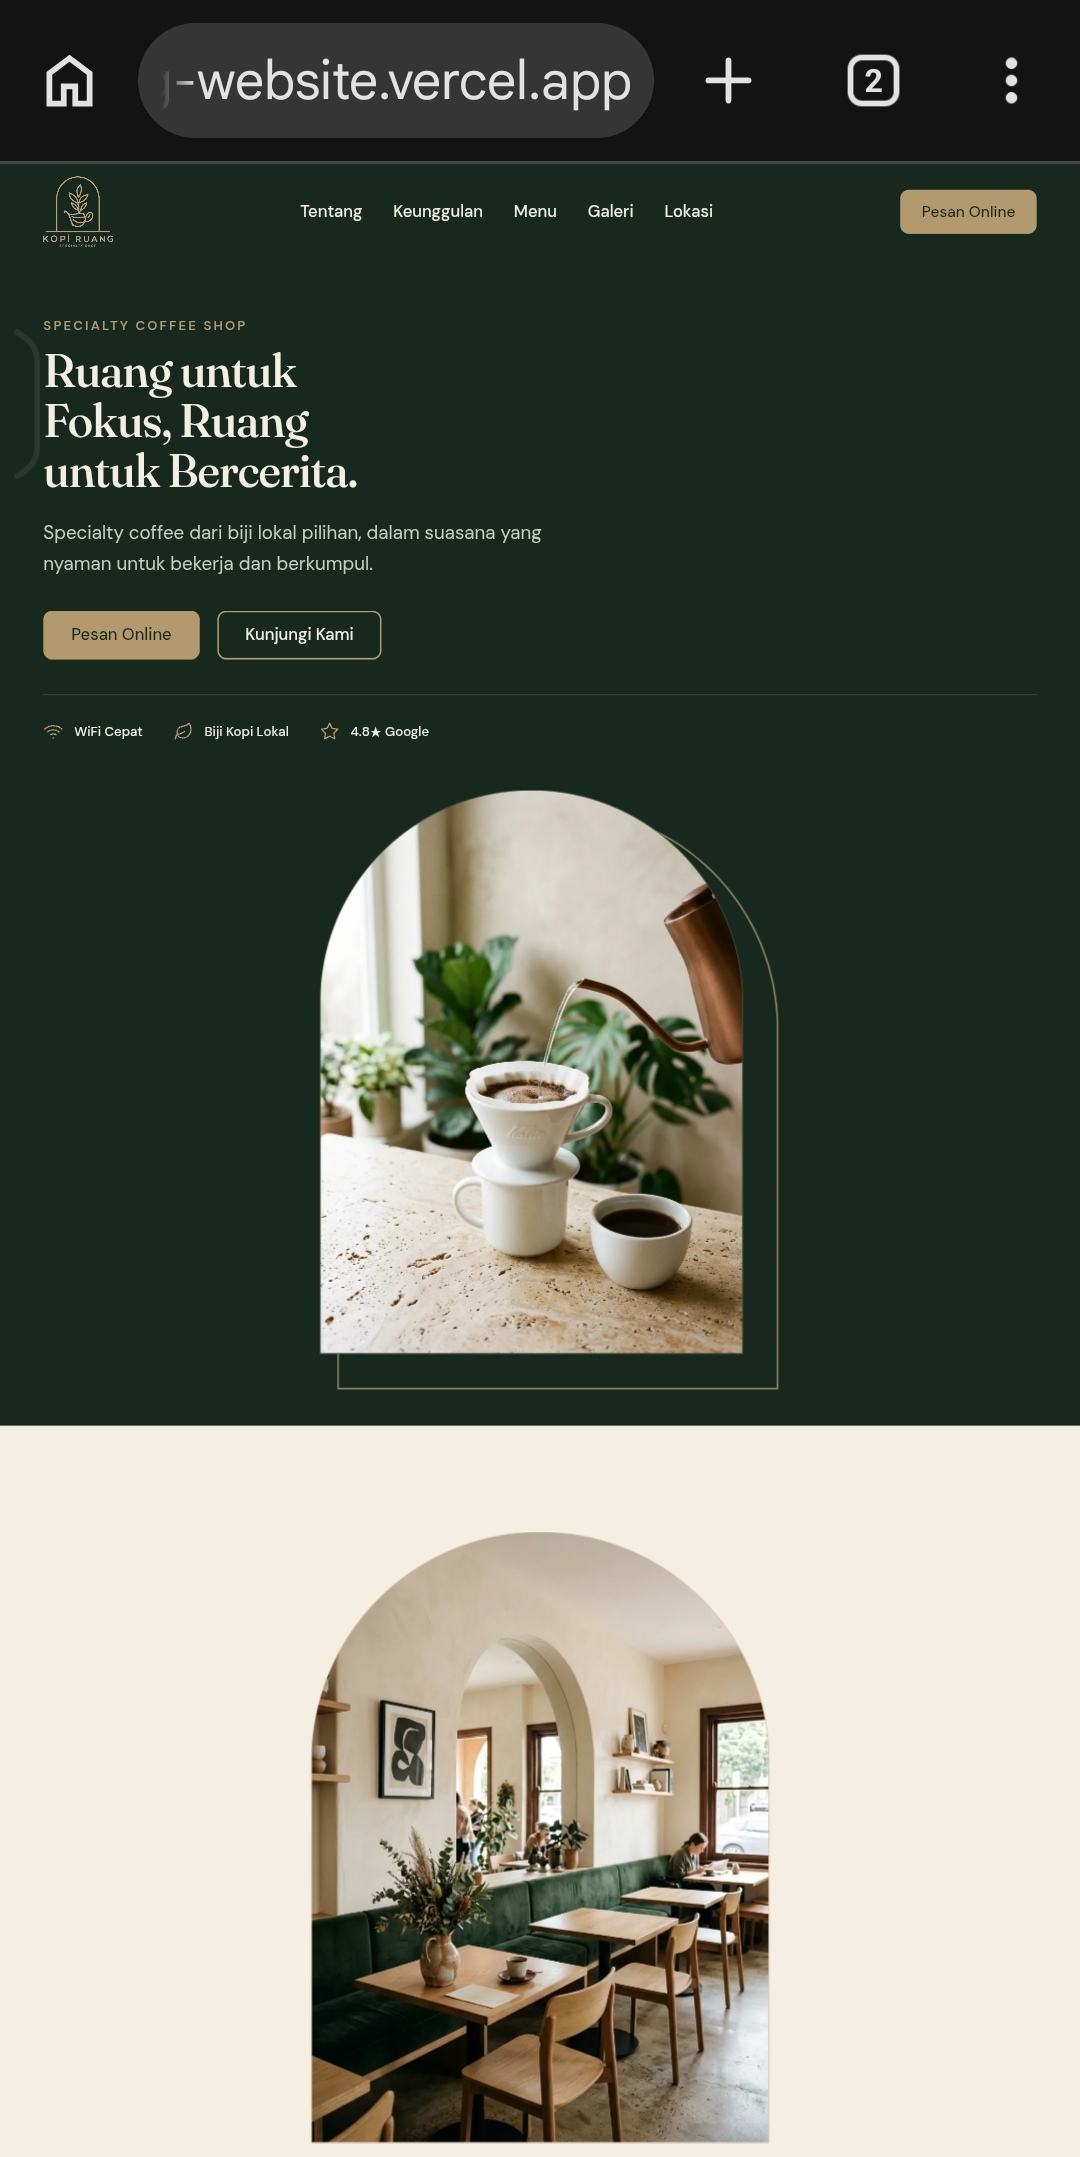 -website.vercel.app
2
KOPI RUANG
Tentang Keunggulan Menu Galeri Lokasi
Pesan Online
SPECIALTY COFFEE SHOP
Ruang untuk
Fokus, Ruang
untuk Bercerita.
Specialty coffee dari biji lokal pilihan, dalam suasana yang
nyaman untuk bekerja dan berkumpul.
Pesan Online Kunjungi Kami
WiFi Cepat Biji Kopi Lokal 4.8★ Google